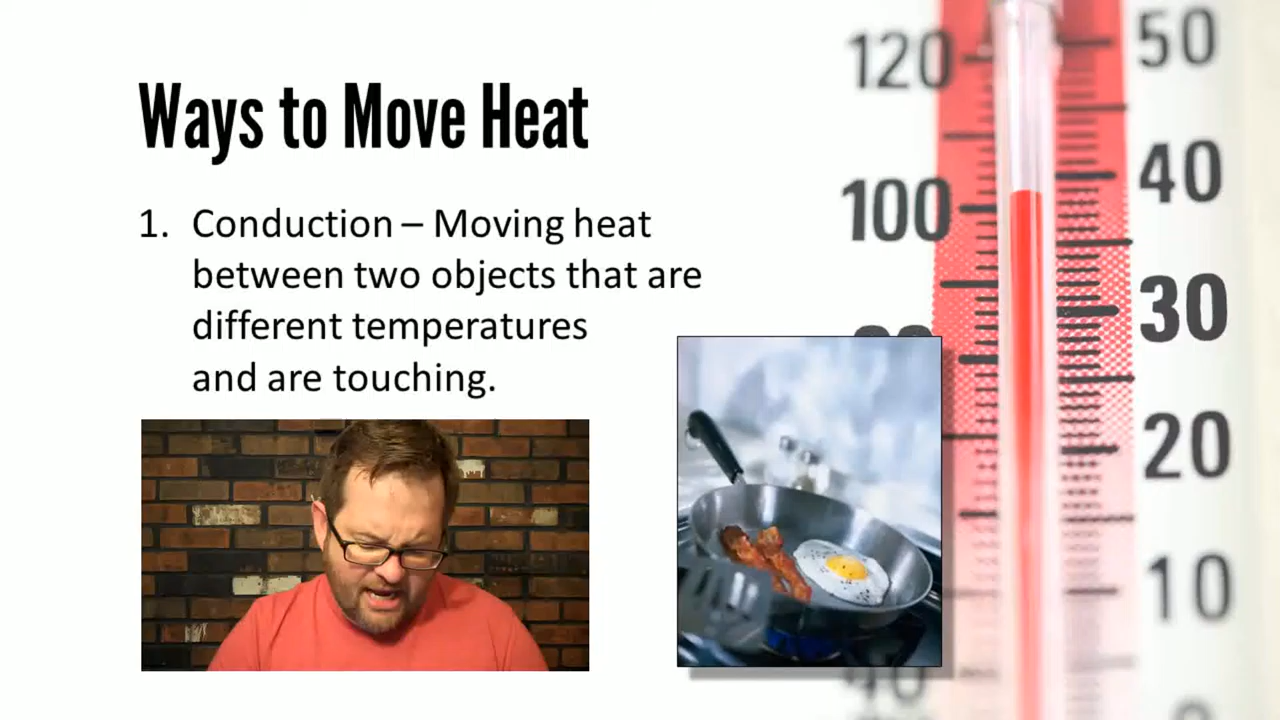 Ways to Move Heat
1. Conduction – Moving heat
between two objects that are
different temperatures
and are touching.
120
100
50
40
30
20
10